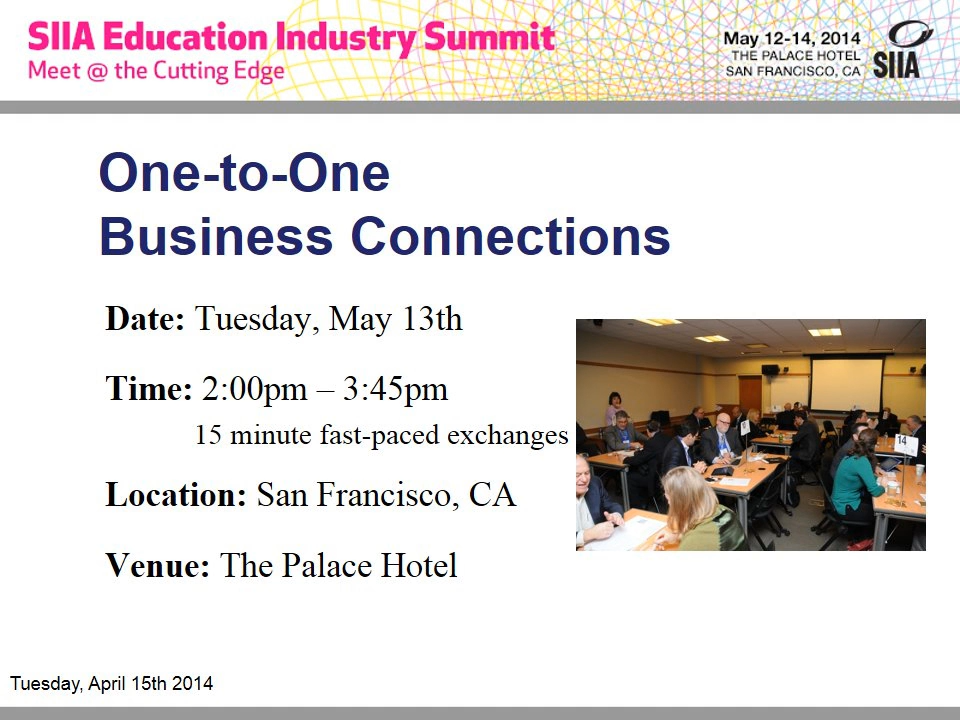 SIIA Education Industry Summit
Meet @ the Cutting Edge
May 12-14, 2014
THE PALACE HOTEL
SAN FRANCISCO, CA
SIIA
One-to-One
Business Connections
Date: Tuesday, May 13th
Time: 2:00pm – 3:45pm
15 minute fast-paced exchanges
Location: San Francisco, CA
Venue: The Palace Hotel
14
Tuesday, April 15th 2014